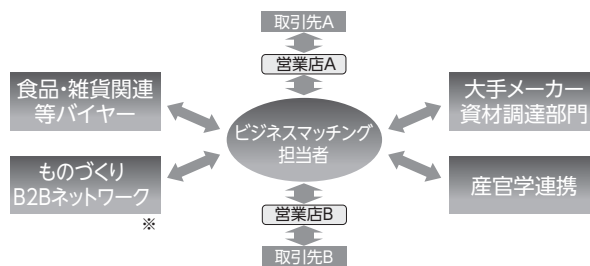 取引先A
営業店A
食品・雑貨関連
等バイヤー
大手メーカー
資材調達部門
ビジネスマッチング
担当者
ものづくり
B2Bネットワーク
※
産官学連携
営業店B
取引先B